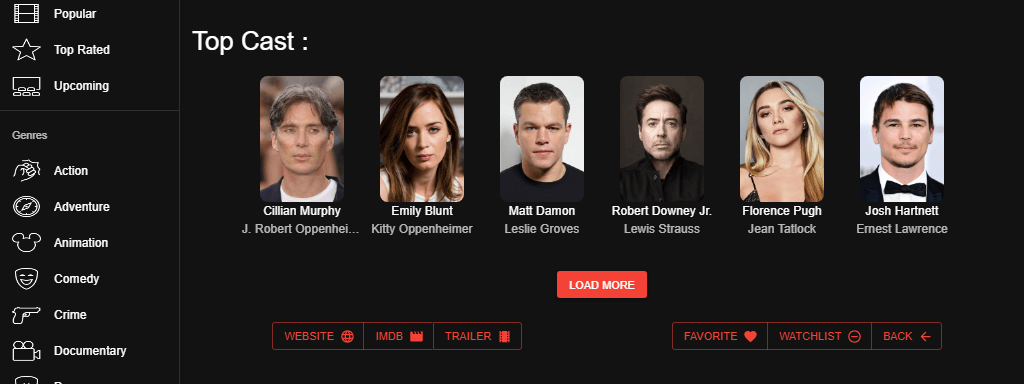 Popular
Top Rated
Upcoming
Genres
Action
Adventure
Animation
Comedy
Crime
Documentary
Top Cast :
Cillian Murphy
J. Robert Oppenhei...
Emily Blunt
Kitty Oppenheimer
Matt Damon
Leslie Groves
Robert Downey Jr.
Lewis Strauss
Florence Pugh
Jean Tatlock
Josh Hartnett
Ernest Lawrence
LOAD MORE
WEBSITE IMDB TRAILER
FAVORITE WATCHLIST BACK